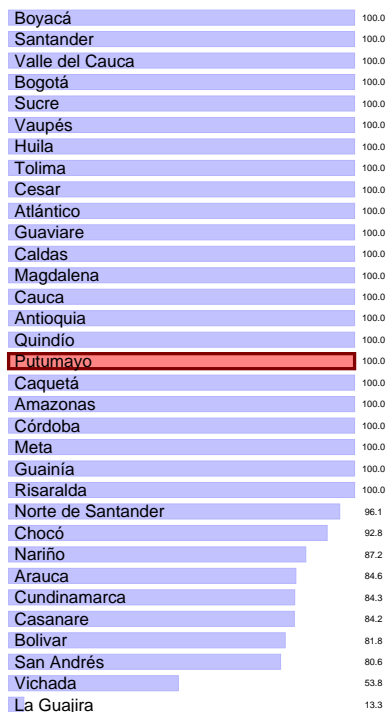 Boyacá 100.0
Santander 100.0
Valle del Cauca 100.0
Bogotá 100.0
Sucre 100.0
Vaupés 100.0
Huila 100.0
Tolima 100.0
Cesar 100.0
Atlántico 100.0
Guaviare 100.0
Caldas 100.0
Magdalena 100.0
Cauca 100.0
Antioquia 100.0
Quindío 100.0
Putumayo 100.0
Caquetá 100.0
Amazonas 100.0
Córdoba 100.0
Meta 100.0
Guainía 100.0
Risaralda 100.0
Norte de Santander 96.1
Chocó 92.8
Nariño 87.2
Arauca 84.6
Cundinamarca 84.3
Casanare 84.2
Bolivar 81.8
San Andrés 80.6
Vichada 53.8
La Guajira 13.3